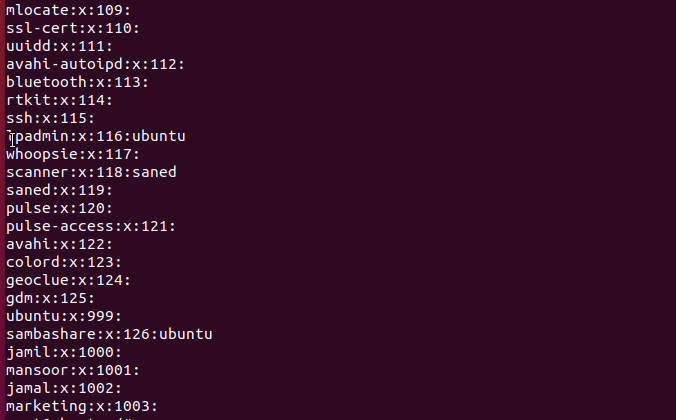 mlocate:x:109:
ssl-cert:x:110:
uuidd:x:111:
avahi-autoipd:x:112:
bluetooth:x:113:
rtkit:x:114:
ssh:x:115:
lpadmin:x:116:ubuntu
whoopsie:x:117:
scanner:x:118:saned
saned:x:119:
pulse:x:120:
pulse-access:x:121:
avahi:x:122:
colord:x:123:
geoclue:x:124:
gdm:x:125:
ubuntu:x:999:
sambashare:x:126:ubuntu
jamil:x:1000:
mansoor:x:1001:
jamal:x:1002:
marketing:x:1003: